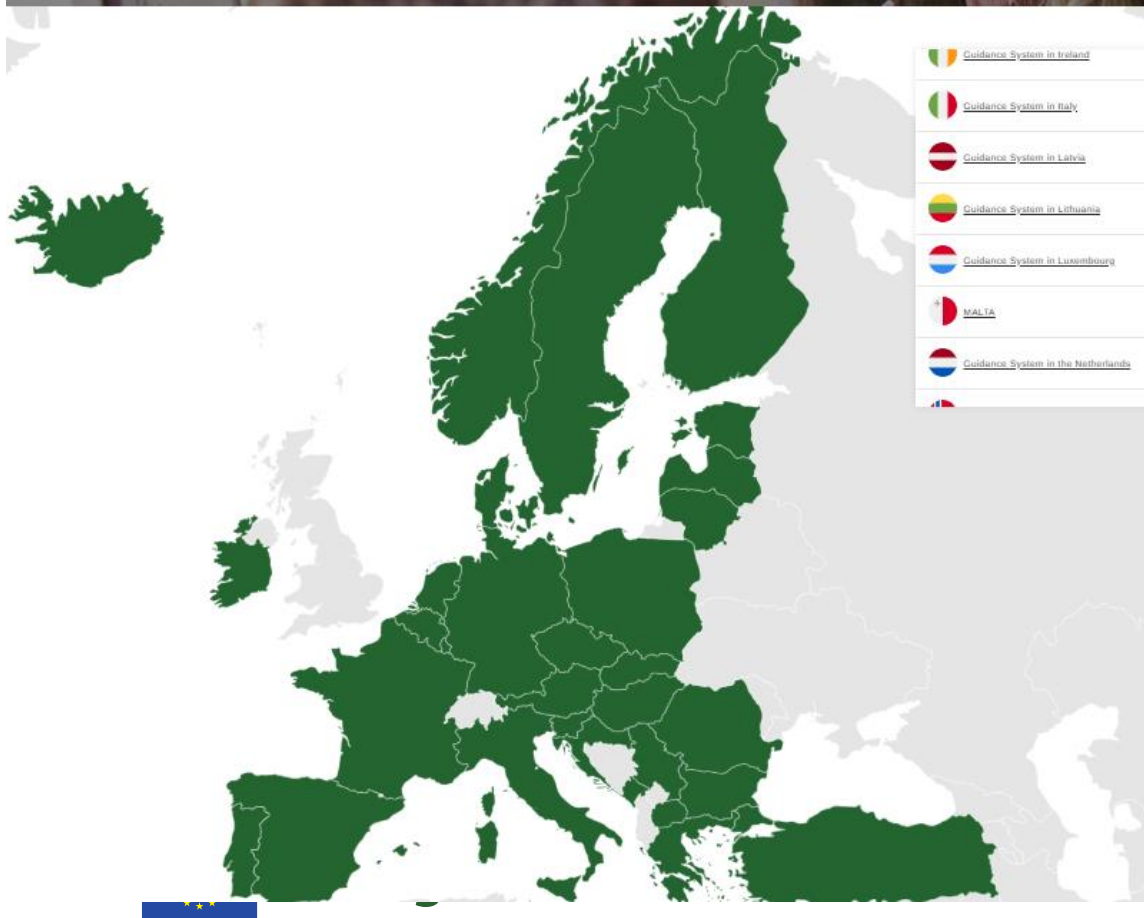 Guidance System in Ireland
Guidance System in Italy
Guidance System in Latvia
Guidance System in Lithuania
Guidance System in Luxembourg
MALTA
Guidance System in the Netherlands